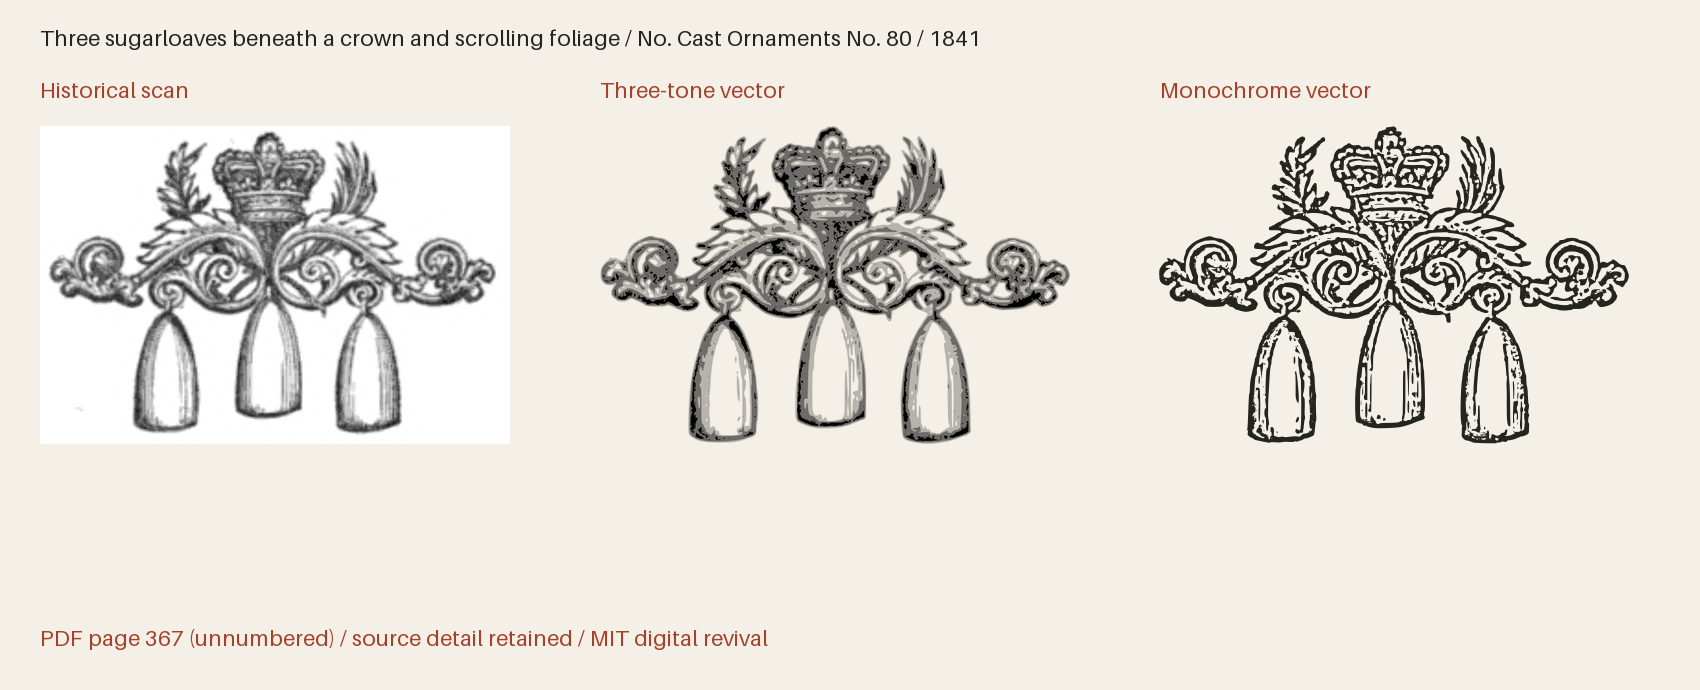 Three sugarloaves beneath a crown and scrolling foliage / No. Cast Ornaments No. 80 / 1841
Historical scan
Three-tone vector
Monochrome vector
PDF page 367 (unnumbered) / source detail retained / MIT digital revival